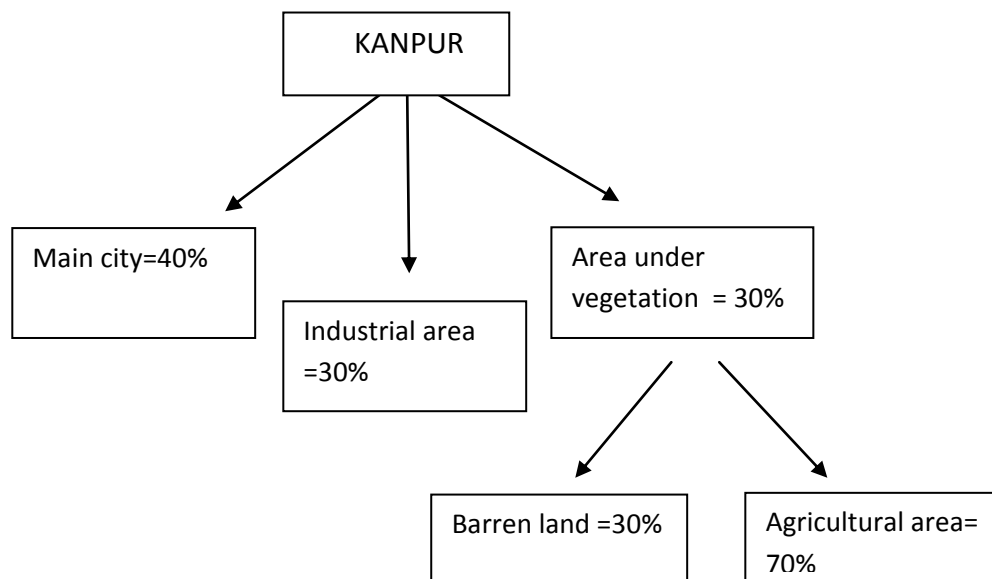 KANPUR
Main city=40%
Industrial area
=30%
Area under
vegetation = 30%
Barren land =30%
Agricultural area=
70%